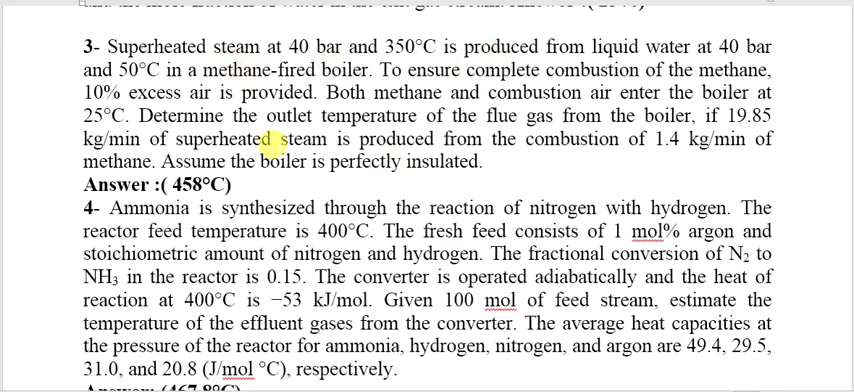 3- Superheated steam at 40 bar and 350°C is produced from liquid water at 40 bar
and 50°C in a methane-fired boiler. To ensure complete combustion of the methane,
10% excess air is provided. Both methane and combustion air enter the boiler at
25°C. Determine the outlet temperature of the flue gas from the boiler, if 19.85
kg/min of superheated steam is produced from the combustion of 1.4 kg/min of
methane. Assume the boiler is perfectly insulated.
Answer :( 458°C)
4- Ammonia is synthesized through the reaction of nitrogen with hydrogen. The
reactor feed temperature is 400°C. The fresh feed consists of 1 mol% argon and
stoichiometric amount of nitrogen and hydrogen. The fractional conversion of N₂ to
NH₃ in the reactor is 0.15. The converter is operated adiabatically and the heat of
reaction at 400°C is −53 kJ/mol. Given 100 mol of feed stream, estimate the
temperature of the effluent gases from the converter. The average heat capacities at
the pressure of the reactor for ammonia, hydrogen, nitrogen, and argon are 49.4, 29.5,
31.0, and 20.8 (J/mol °C), respectively.